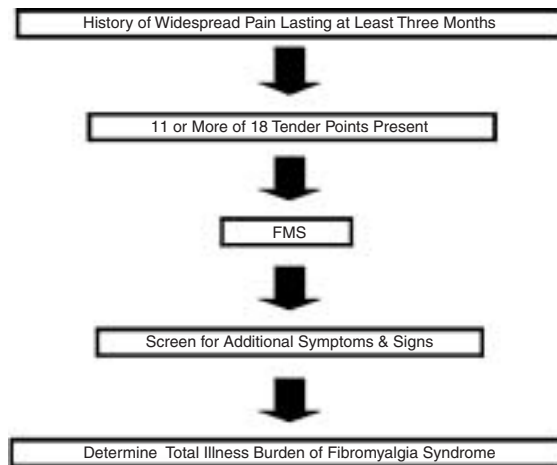 History of Widespread Pain Lasting at Least Three Months
11 or More of 18 Tender Points Present
FMS
Screen for Additional Symptoms & Signs
Determine Total Illness Burden of Fibromyalgia Syndrome